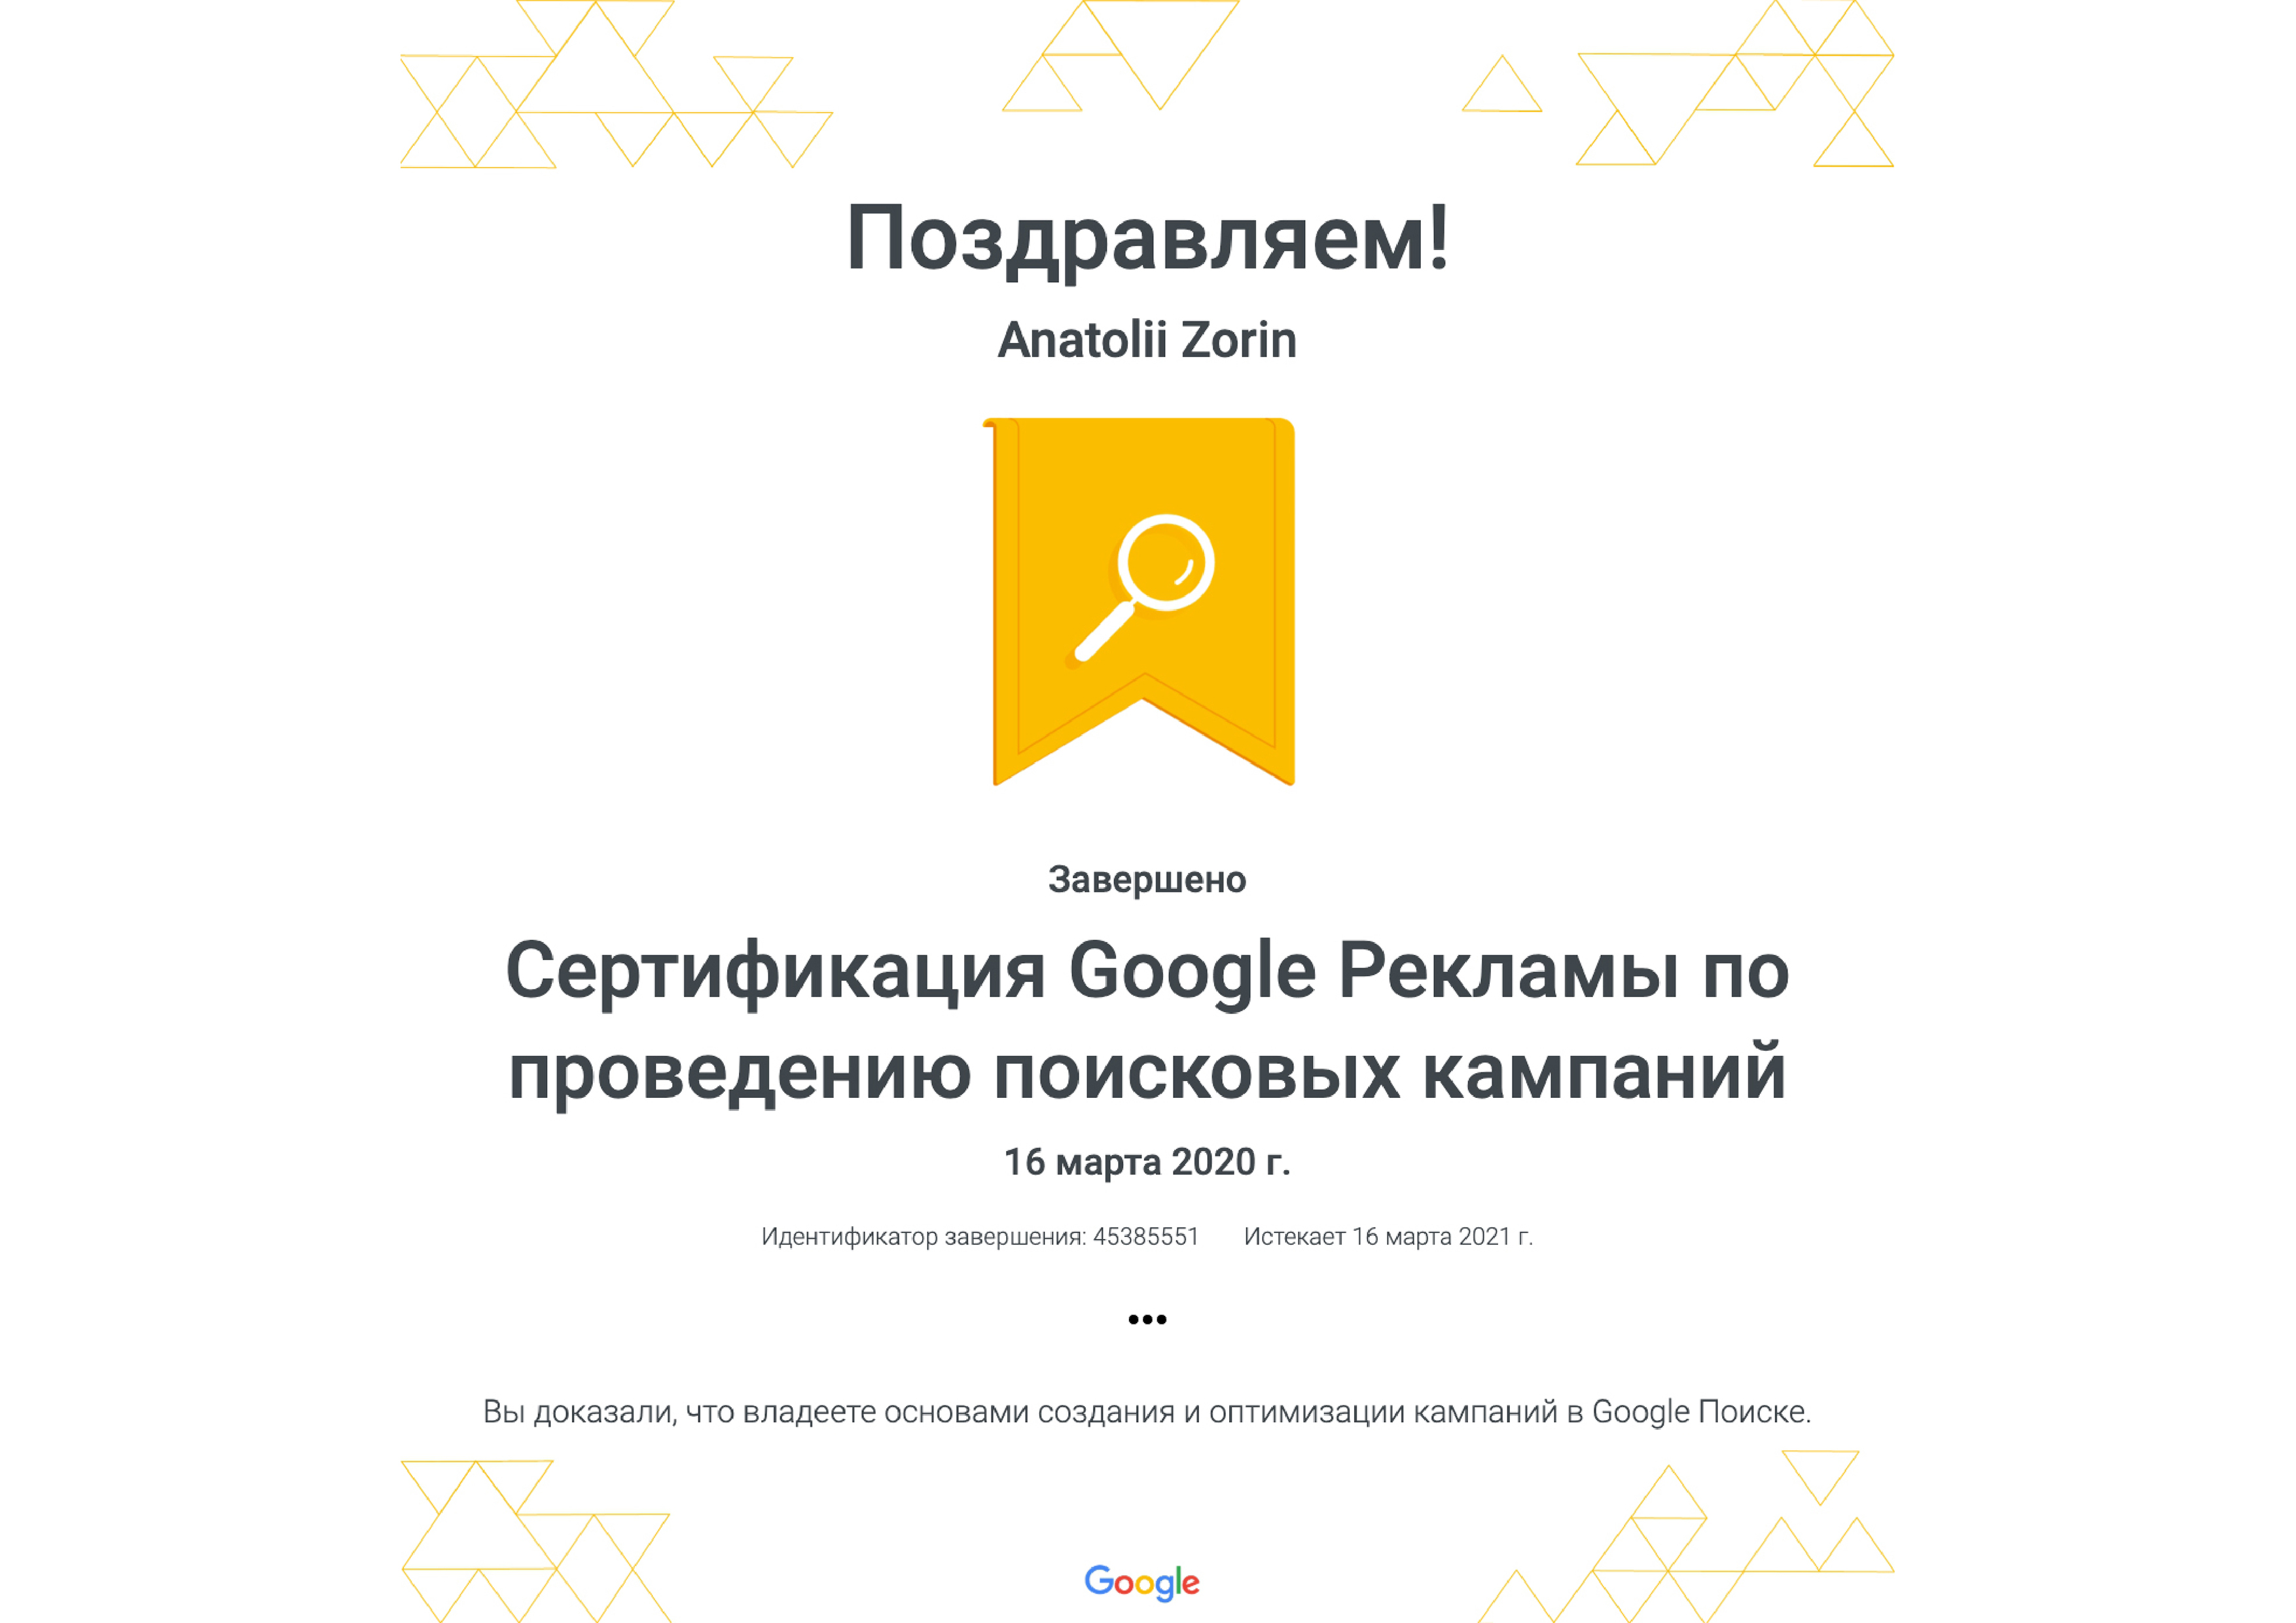 Поздравляем!
Anatolii Zorin
Завершено
Сертификация Google Рекламы по
проведению поисковых кампаний
16 марта 2020 г.
Идентификатор завершения: 45385551 Истекает 16 марта 2021 г.
•••
Вы доказали, что владеете основами создания и оптимизации кампаний в Google Поиске.
Google